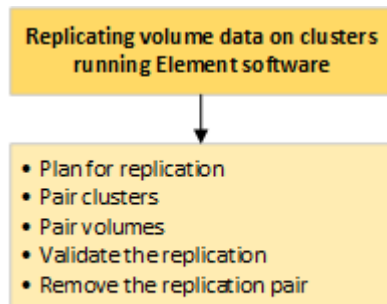 Replicating volume data on clusters
running Element software
• Plan for replication
• Pair clusters
• Pair volumes
• Validate the replication
• Remove the replication pair